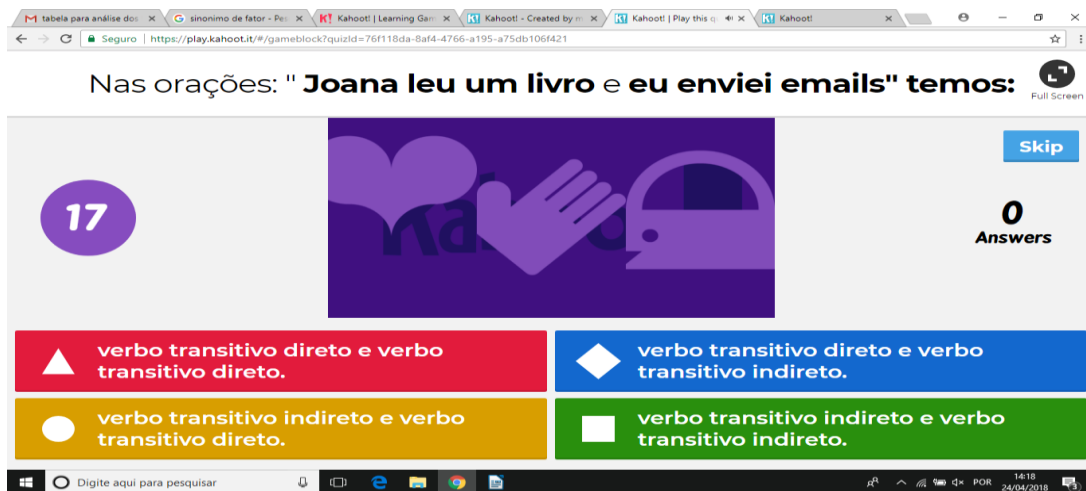 tabela para análise dos
sinonimo de fator - Pes
Kahoot! | Learning Gam
Kahoot! - Created by m
Kahoot! | Play this q
Kahoot!
Seguro | https://play.kahoot.it/#/gameblock?quizId=76f118da-8af4-4766-a195-a75db106f421
Nas orações: " Joana leu um livro e eu enviei emails" temos:
Full Screen
Skip
17
0
Answers
verbo transitivo direto e verbo
transitivo direto.
verbo transitivo direto e verbo
transitivo indireto.
verbo transitivo indireto e verbo
transitivo direto.
verbo transitivo indireto e verbo
transitivo indireto.
Digite aqui para pesquisar
POR
14:18
24/04/2018